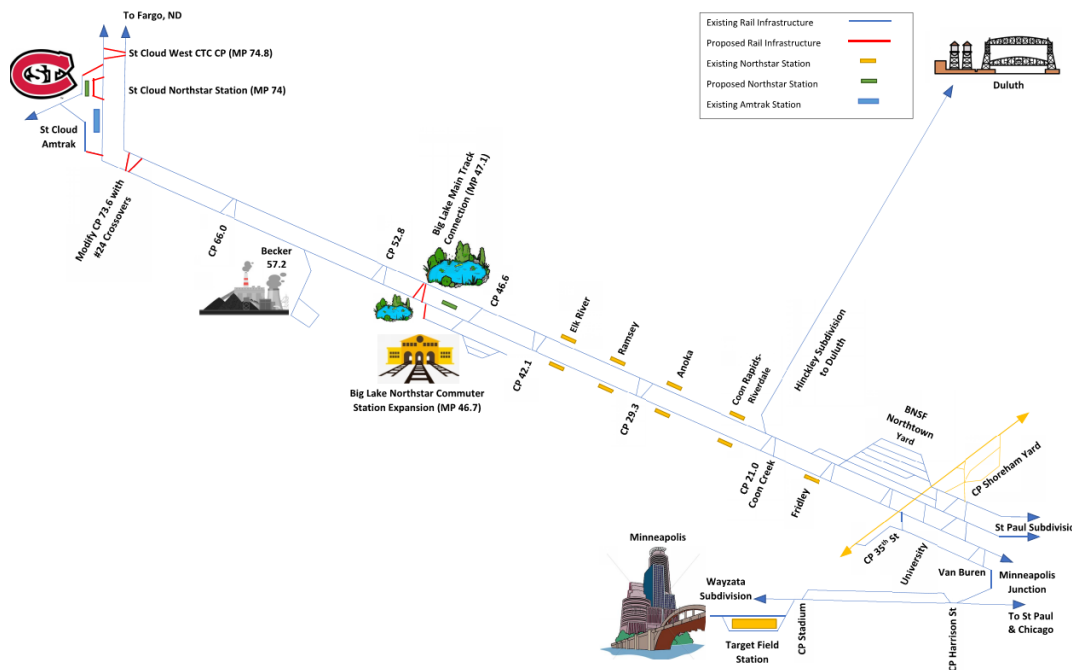 To Fargo, ND
St Cloud West CTC CP (MP 74.8)
St Cloud Northstar Station (MP 74)
C
ST
St Cloud
Amtrak
Modify CP 73.6 with
#24 Crossovers
CP 66.0
Becker
57.2
CP 52.8
Big Lake Main Track
Connection (MP 47.1)
CP 46.6
Big Lake Northstar Commuter
Station Expansion (MP 46.7)
CP 42.1
Elk River
Ramsey
CP 29.3
Anoka
Coon Rapids-
Riverdale
CP 21.0
Coon Creek
Fridley
Hinckley Subdivision
to Duluth
Existing Rail Infrastructure
Proposed Rail Infrastructure
Existing Northstar Station
Proposed Northstar Station
Existing Amtrak Station
Duluth
BNSF
Northtown
Yard
CP Shoreham Yard
St Paul Subdivision
CP 35th St
University
Van Buren
Minneapolis
Junction
Minneapolis
Wayzata
Subdivision
Target Field
Station
CP Stadium
CP Harrison St
To St Paul
& Chicago